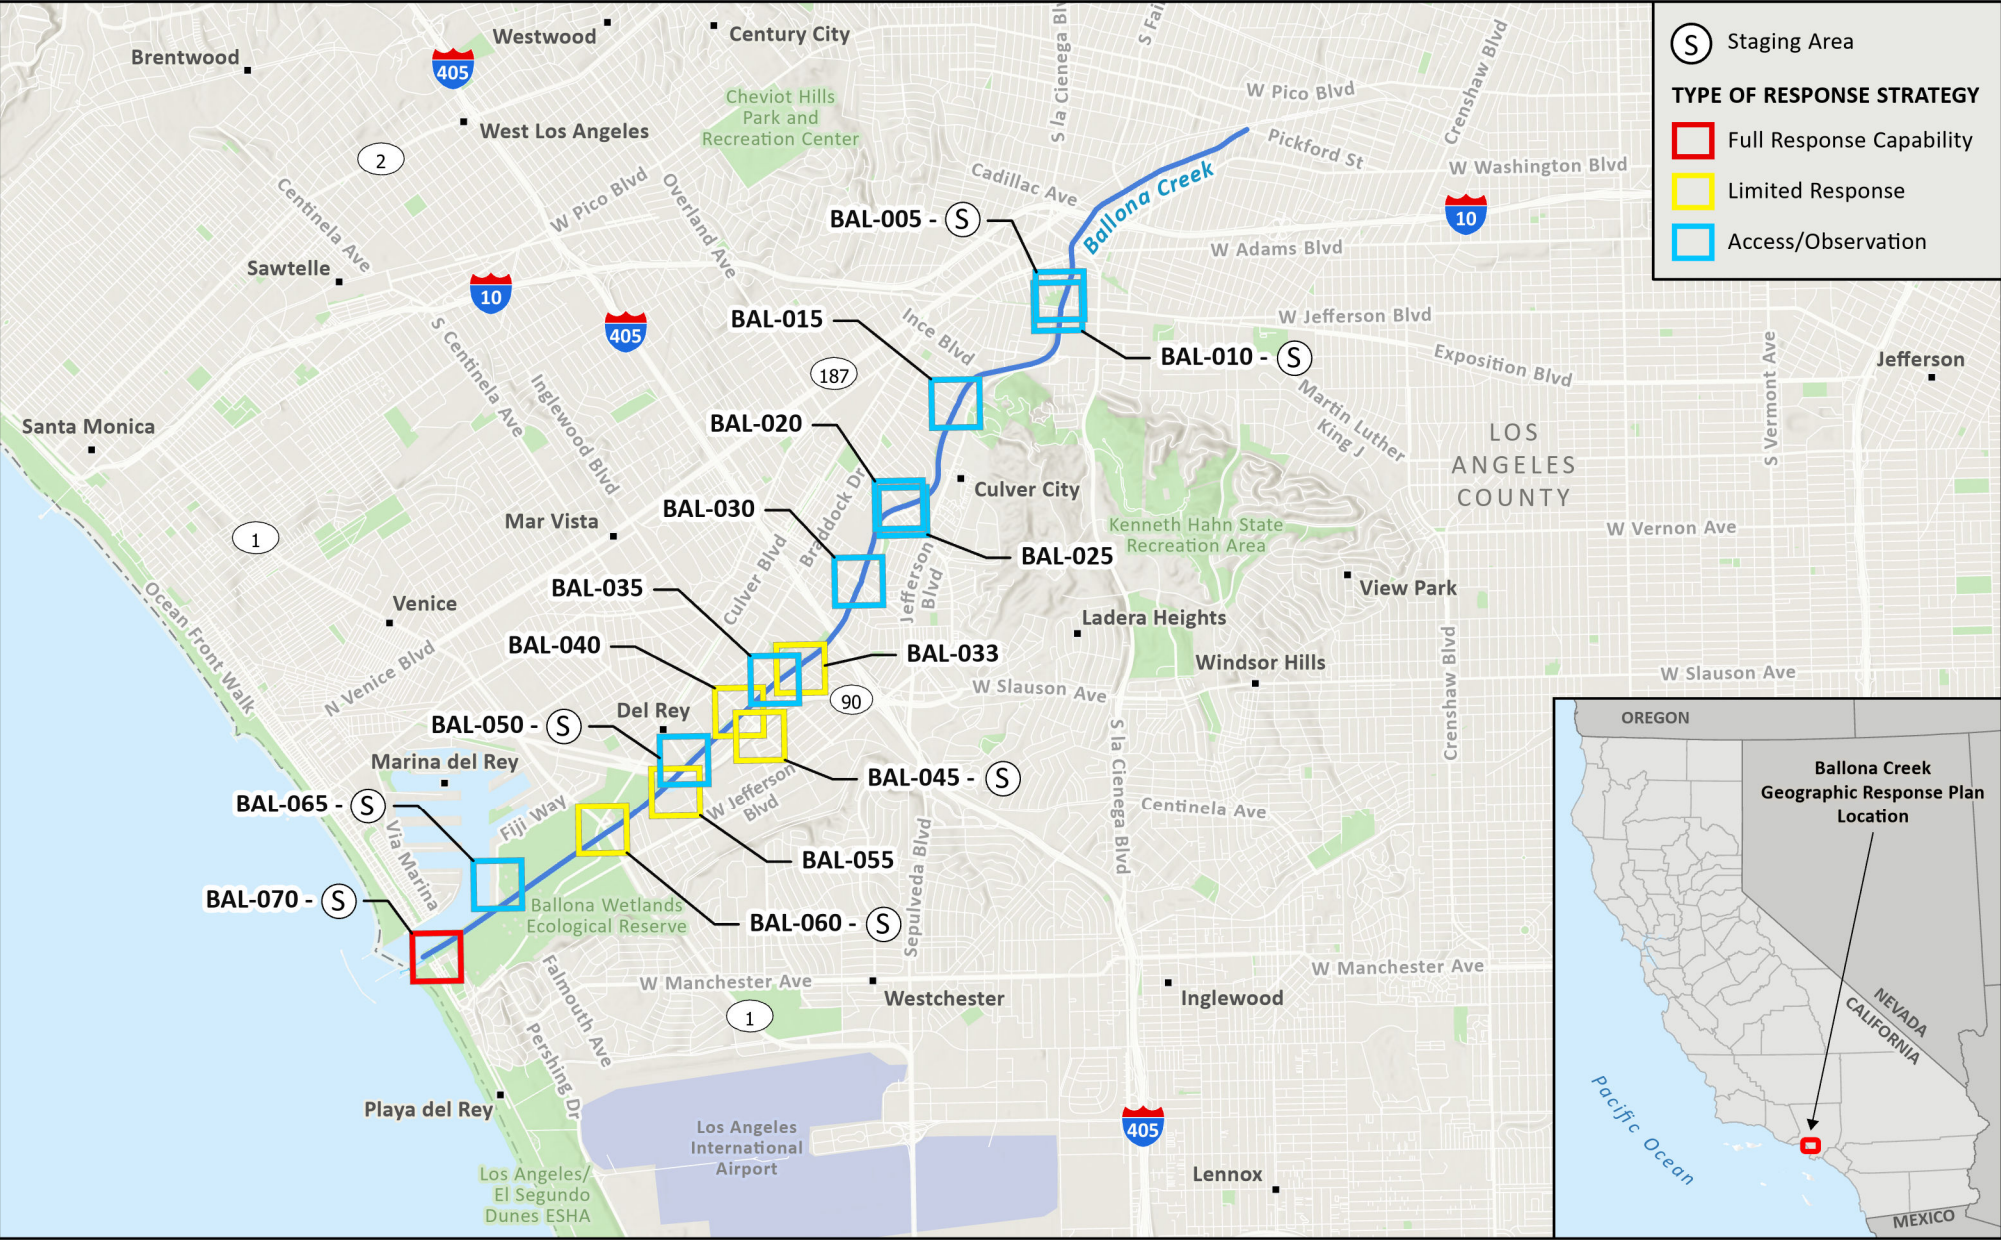 Westwood
Century City
Brentwood
405
S la Cienega Blv
S Fai
Crenshaw Blvd
S
Staging Area
TYPE OF RESPONSE STRATEGY
Full Response Capability
Limited Response
Access/Observation
Cheviot Hills
Park and
Recreation Center
W Pico Blvd
Pickford St
W Washington Blvd
West Los Angeles
2
Centinela Ave
W Pico Blvd
Overland Ave
Cadillac Ave
Ballona Creek
10
BAL-005 - S
W Adams Blvd
Sawtelle
10
405
BAL-015
Ince Blvd
W Jefferson Blvd
BAL-010 - S
Exposition Blvd
Jefferson
S Vermont Ave
S Centinela Ave
Inglewood Blvd
187
Martin Luther
King J
Santa Monica
BAL-020
LOS
ANGELES
COUNTY
Culver City
Braddock Dr
BAL-030
Mar Vista
1
Kenneth Hahn State
Recreation Area
W Vernon Ave
BAL-025
Culver Blvd
Jefferson
Blvd
BAL-035
View Park
Ocean Front Walk
Venice
Ladera Heights
BAL-040
BAL-033
Windsor Hills
Crenshaw Blvd
W Slauson Ave
N Venice Blvd
W Slauson Ave
90
Del Rey
BAL-050 - S
Marina del Rey
BAL-045 - S
S la Cienega Blvd
W Jefferson
Blvd
BAL-065 - S
Fiji Way
Via Marina
Centinela Ave
Sepulveda Blvd
BAL-055
BAL-070 - S
Ballona Wetlands
Ecological Reserve
BAL-060 - S
W Manchester Ave
W Manchester Ave
Falmouth Ave
Westchester
Inglewood
1
Pershing Dr
Playa del Rey
Los Angeles
International
Airport
405
Lennox
Los Angeles/
El Segundo
Dunes ESHA
OREGON
Ballona Creek
Geographic Response Plan
Location
NEVADA
CALIFORNIA
Pacific Ocean
MEXICO